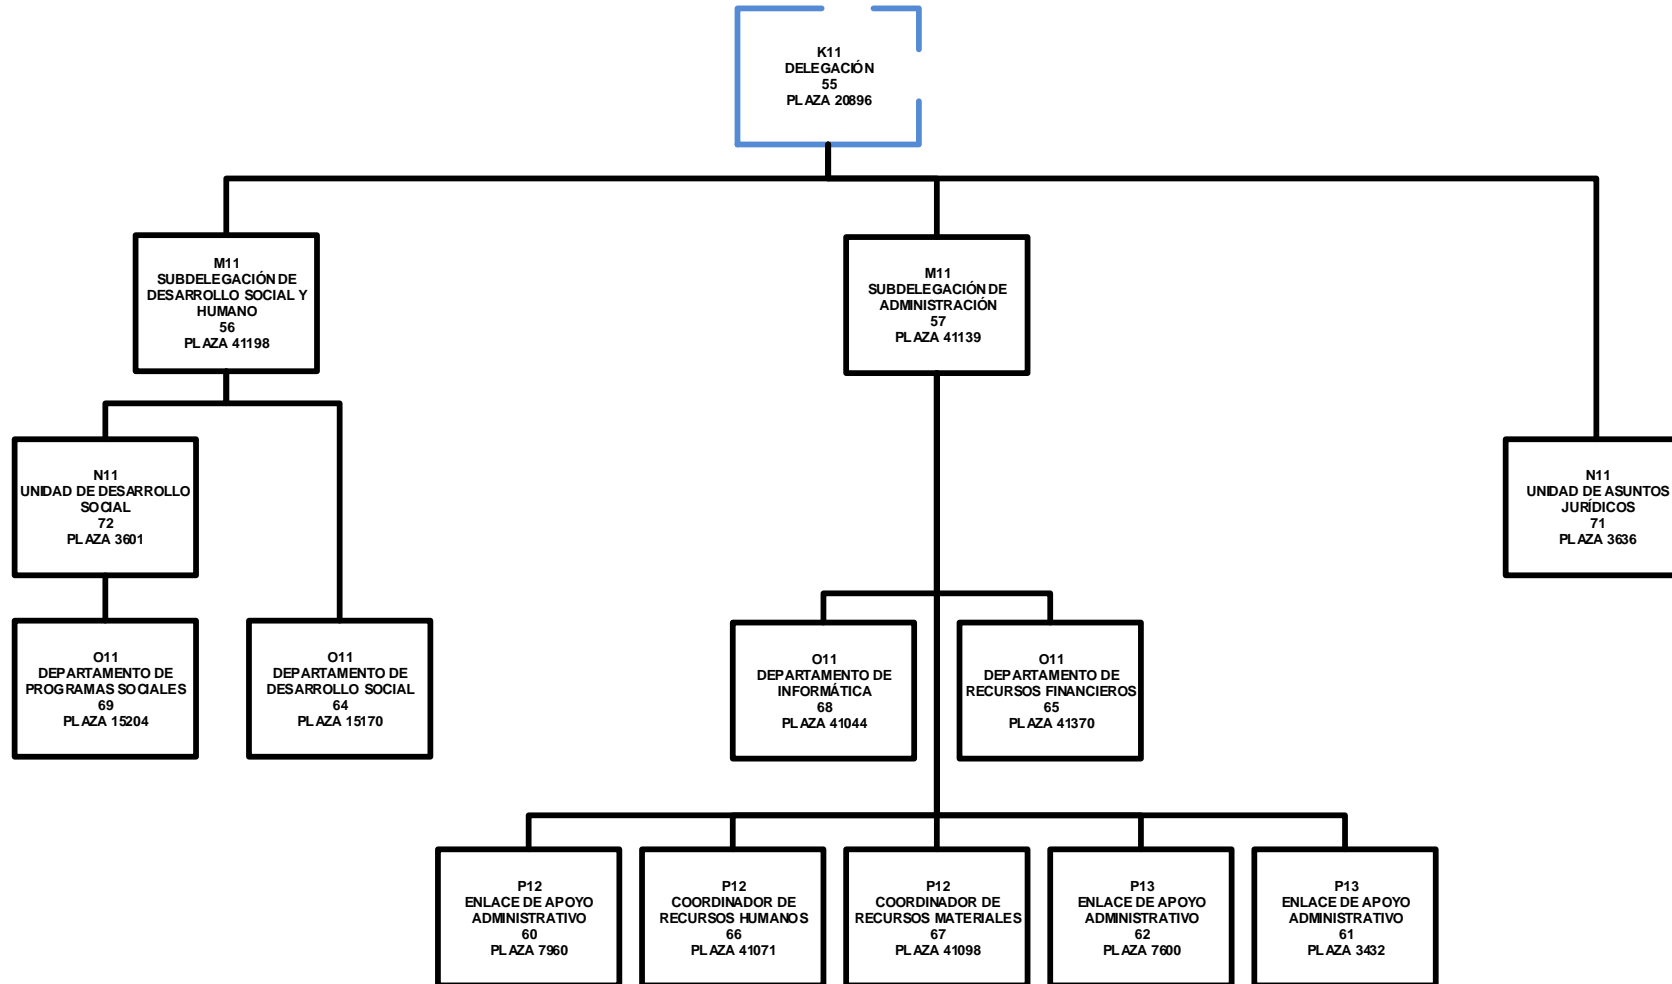 K11
DELEGACIÓN
55
PLAZA 20896
M11
SUBDELEGACIÓN DE
DESARROLLO SOCIAL Y
HUMANO
56
PLAZA 41198
M11
SUBDELEGACIÓN DE
ADMINISTRACIÓN
57
PLAZA 41139
N11
UNIDAD DE DESARROLLO
SOCIAL
72
PLAZA 3601
N11
UNIDAD DE ASUNTOS
JURÍDICOS
71
PLAZA 3636
O11
DEPARTAMENTO DE
PROGRAMAS SOCIALES
69
PLAZA 15204
O11
DEPARTAMENTO DE
DESARROLLO SOCIAL
64
PLAZA 15170
O11
DEPARTAMENTO DE
INFORMÁTICA
68
PLAZA 41044
O11
DEPARTAMENTO DE
RECURSOS FINANCIEROS
65
PLAZA 41370
P12
ENLACE DE APOYO
ADMINISTRATIVO
60
PLAZA 7960
P12
COORDINADOR DE
RECURSOS HUMANOS
66
PLAZA 41071
P12
COORDINADOR DE
RECURSOS MATERIALES
67
PLAZA 41098
P13
ENLACE DE APOYO
ADMINISTRATIVO
62
PLAZA 7600
P13
ENLACE DE APOYO
ADMINISTRATIVO
61
PLAZA 3432